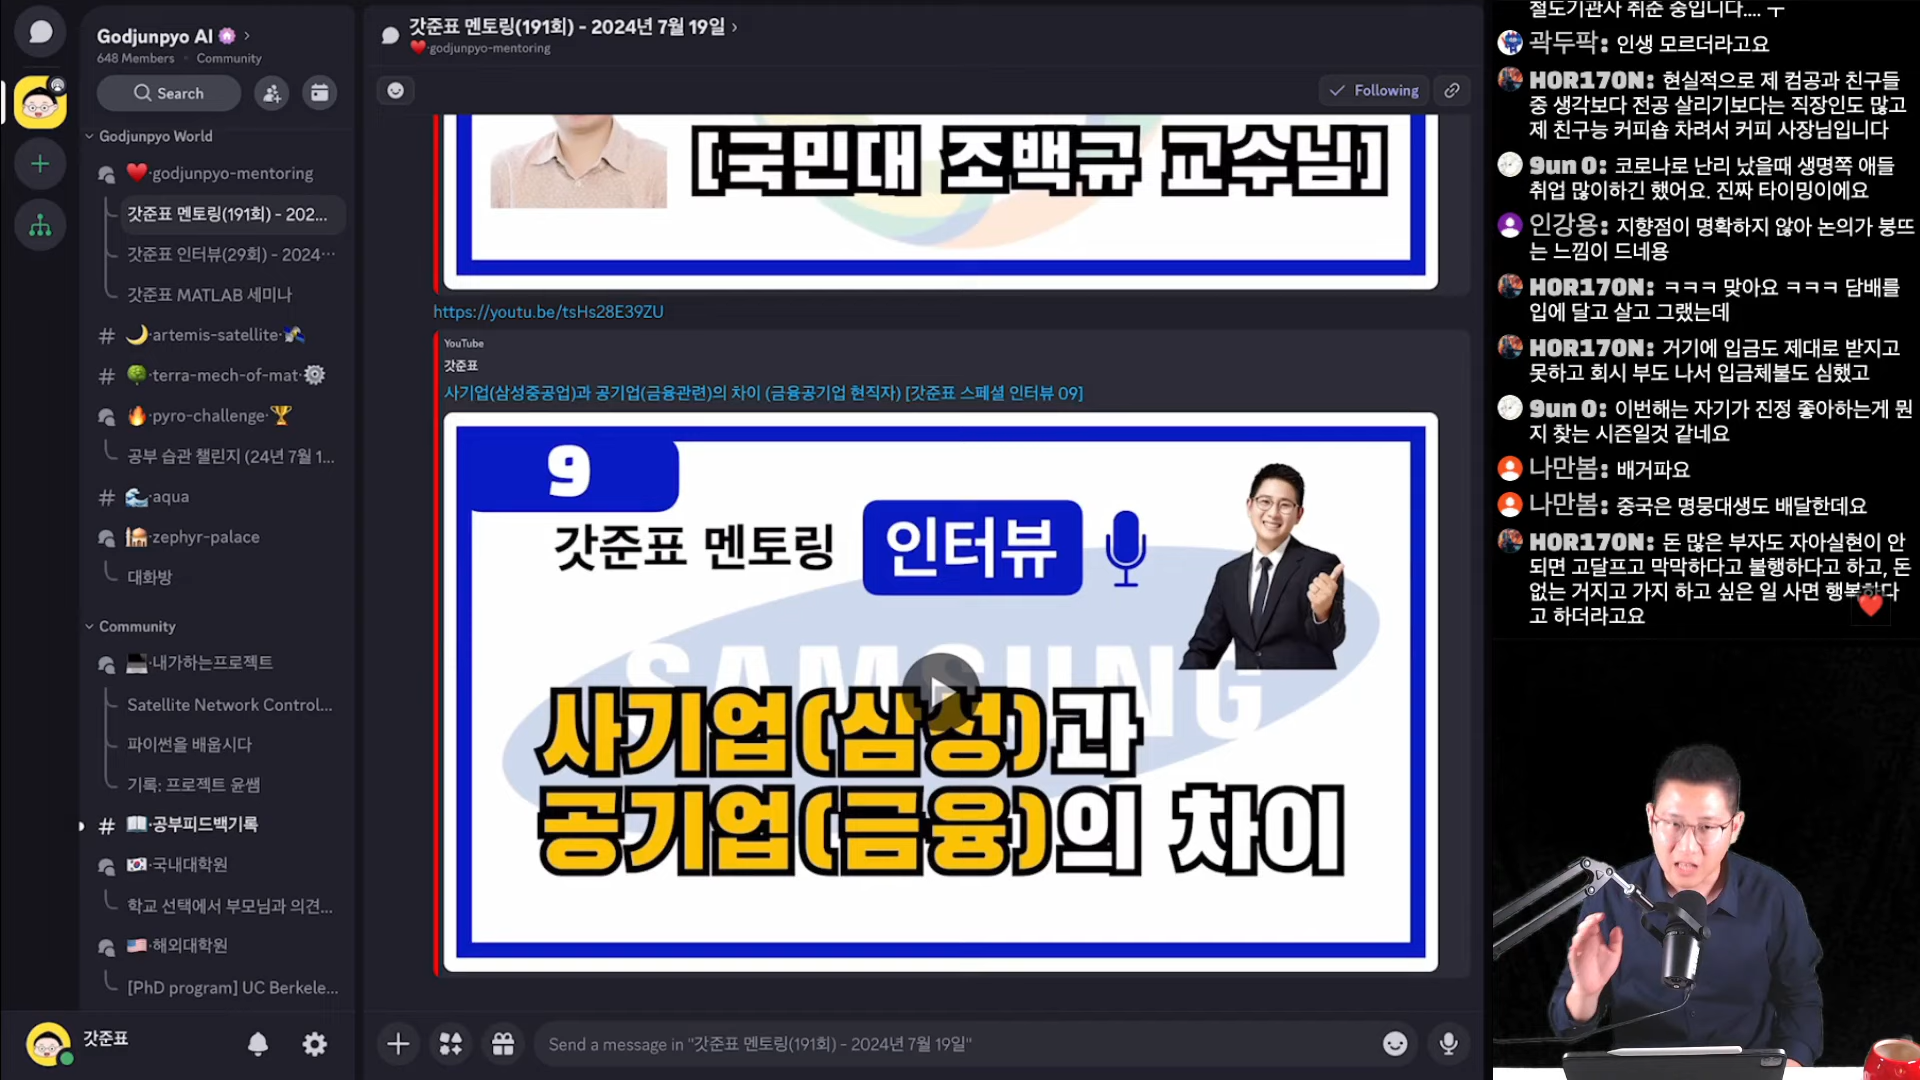 Godjunpyo AI
648 Members · Community
Search
Godjunpyo World
godjunpyo-mentoring
갓준표 멘토링(191회) - 202...
갓준표 인터뷰(29회) - 2024...
갓준표 MATLAB 세미나
artemis-satellite
terra-mech-of-mat
pyro-challenge
공부 습관 챌린지 (24년 7월 1...
aqua
zephyr-palace
대화방
Community
내가하는프로젝트
Satellite Network Control...
파이썬을 배웁시다
기록: 프로젝트 윤쌤
공부피드백기록
국내대학원
학교 선택에서 부모님과 의견...
해외대학원
[PhD program] UC Berkele...
갓준표
갓준표 멘토링(191회) - 2024년 7월 19일
godjunpyo-mentoring
Following
[국민대 조백규 교수님]
https://youtu.be/tsHs28E39ZU
YouTube
갓준표
사기업(삼성중공업)과 공기업(금융관련)의 차이 (금융공기업 현직자) [갓준표 스페셜 인터뷰 09]
9
갓준표 멘토링 인터뷰
SAMSUNG
사기업(삼성)과
공기업(금융)의 차이
Send a message in "갓준표 멘토링(191회) - 2024년 7월 19일"
철도기관사 취준 중입니다.... ㅜ
곽두팍: 인생 모르더라고요
HOR17ON: 현실적으로 제 컴공과 친구들
중 생각보다 전공 살리기보다는 직장인도 많고
제 친구능 커피숍 차려서 커피 사장님입니다
9un 0: 코로나로 난리 났을때 생명쪽 애들
취업 많이하긴 했어요. 진짜 타이밍이에요
인강용: 지향점이 명확하지 않아 논의가 붕뜨
는 느낌이 드네용
HOR17ON: ㅋㅋㅋ 맞아요 ㅋㅋㅋ 담배를
입에 달고 살고 그랬는데
HOR17ON: 거기에 입금도 제대로 받지고
못하고 회시 부도 나서 입금체불도 심했고
9un 0: 이번해는 자기가 진정 좋아하는게 뭔
지 찾는 시즌일것 같네요
나만봄: 배거파요
나만봄: 중국은 명뭉대생도 배달한데요
HOR17ON: 돈 많은 부자도 자아실현이 안
되면 고달프고 막막하다고 불행하다고 하고, 돈
없는 거지고 가지 하고 싶은 일 사면 행복하다
고 하더라고요